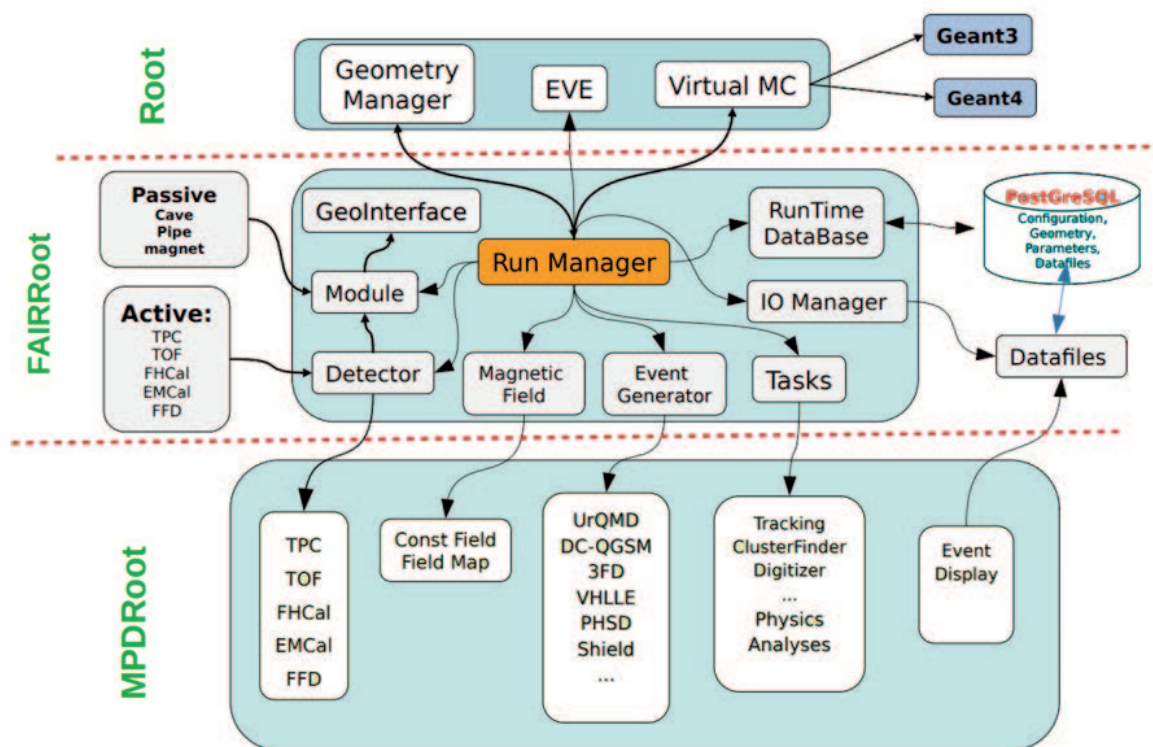 Root
Geometry
Manager
EVE
Virtual MC
Geant3
Geant4
FAIRRoot
Passive
Cave
Pipe
magnet
Active:
TPC
TOF
FHCal
EMCal
FFD
GeoInterface
Module
Detector
Run Manager
Magnetic
Field
Event
Generator
Tasks
RunTime
DataBase
IO Manager
PostGreSQL
Configuration,
Geometry,
Parameters,
Datafiles
Datafiles
MPDRoot
TPC
TOF
FHCal
EMCal
FFD
Const Field
Field Map
UrQMD
DC-QGSM
3FD
VHLLE
PHSD
Shield
...
Tracking
ClusterFinder
Digitizer
...
Physics
Analyses
Event
Display